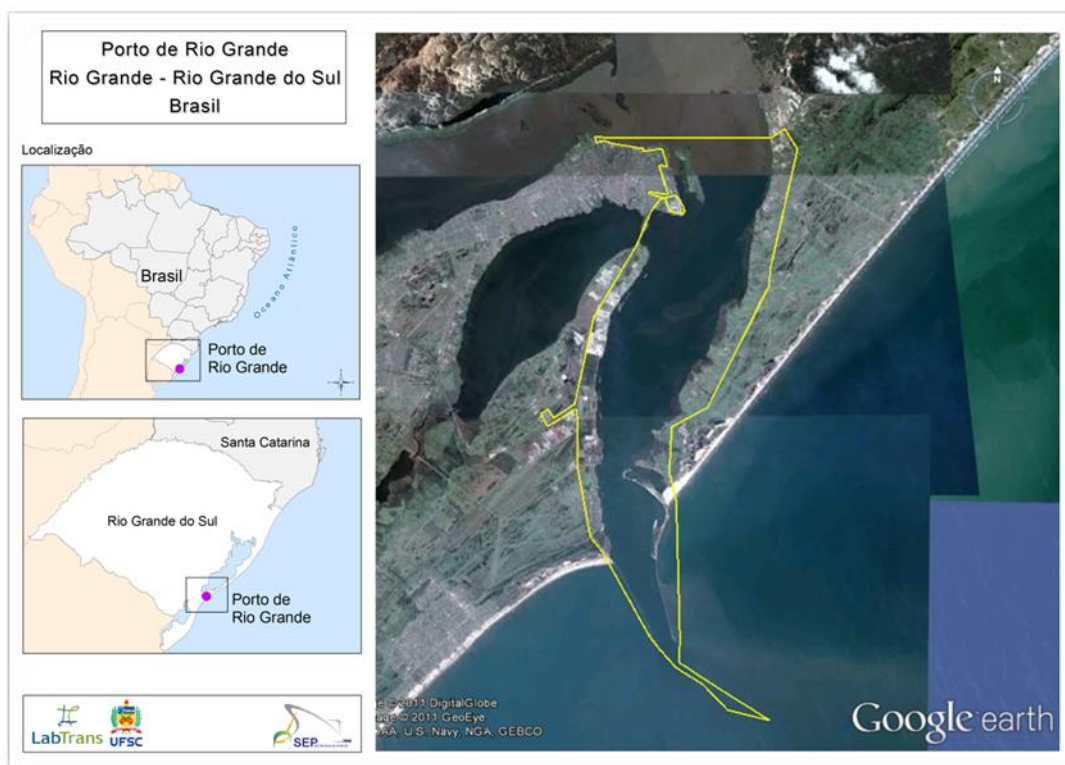 Porto de Rio Grande
Rio Grande - Rio Grande do Sul
Brasil
Localização
Brasil
Oceano Atlântico
Porto de
Rio Grande
Santa Catarina
Rio Grande do Sul
Porto de
Rio Grande
LabTrans
UFSC
SEP
N
© 2011 DigitalGlobe
© 2011 GeoEye
U.S. Navy, NGA, GEBCO
Google earth